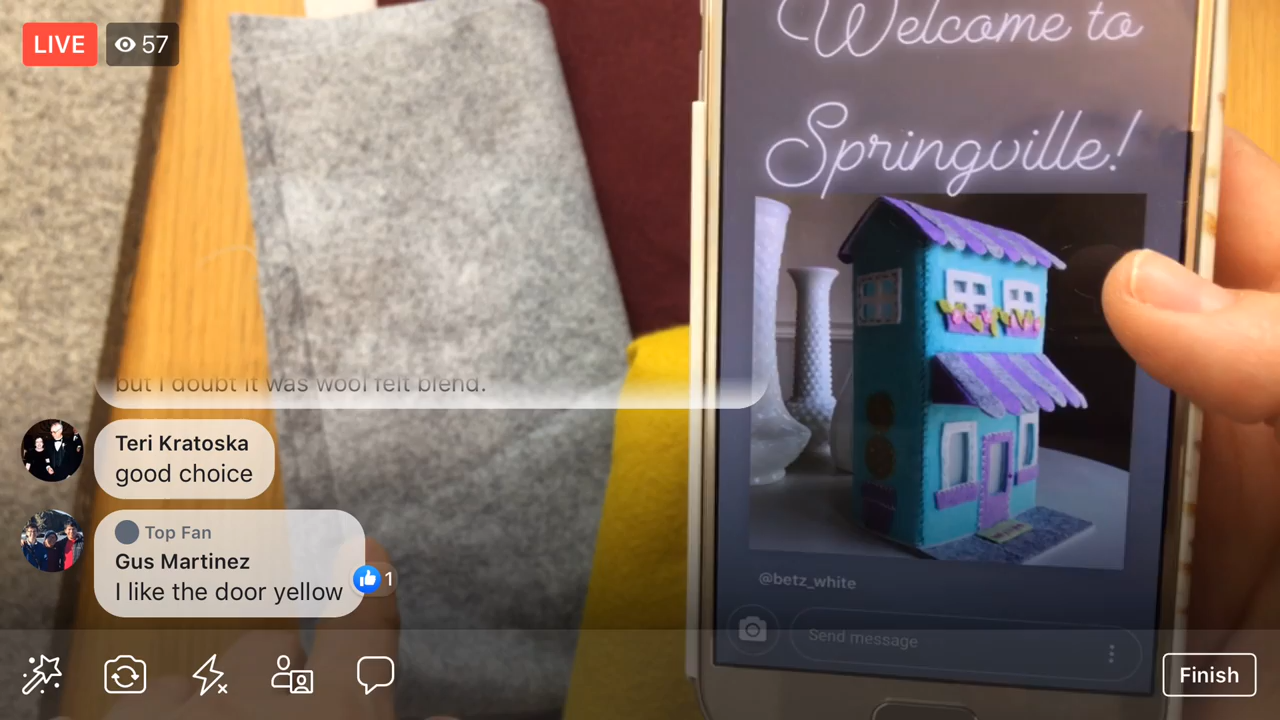 LIVE
57
Welcome to
Springville!
but I doubt it was wool felt blend.
Teri Kratoska
good choice
Top Fan
Gus Martinez
I like the door yellow
1
@betz_white
Send message
Finish